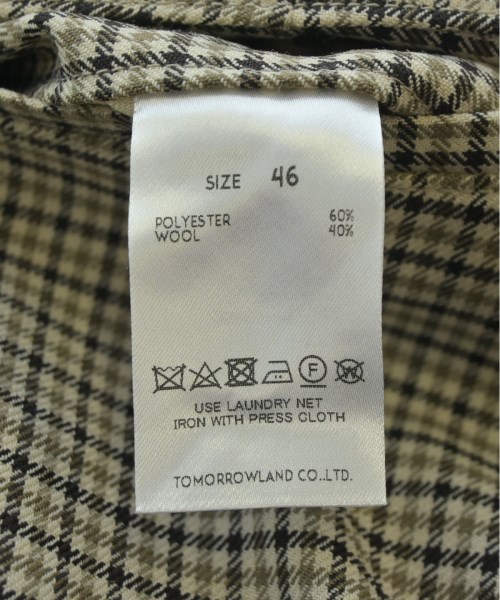 SIZE 46
POLYESTER 60%
WOOL 40%
F W
USE LAUNDRY NET
IRON WITH PRESS CLOTH
TOMORROWLAND CO.,LTD.